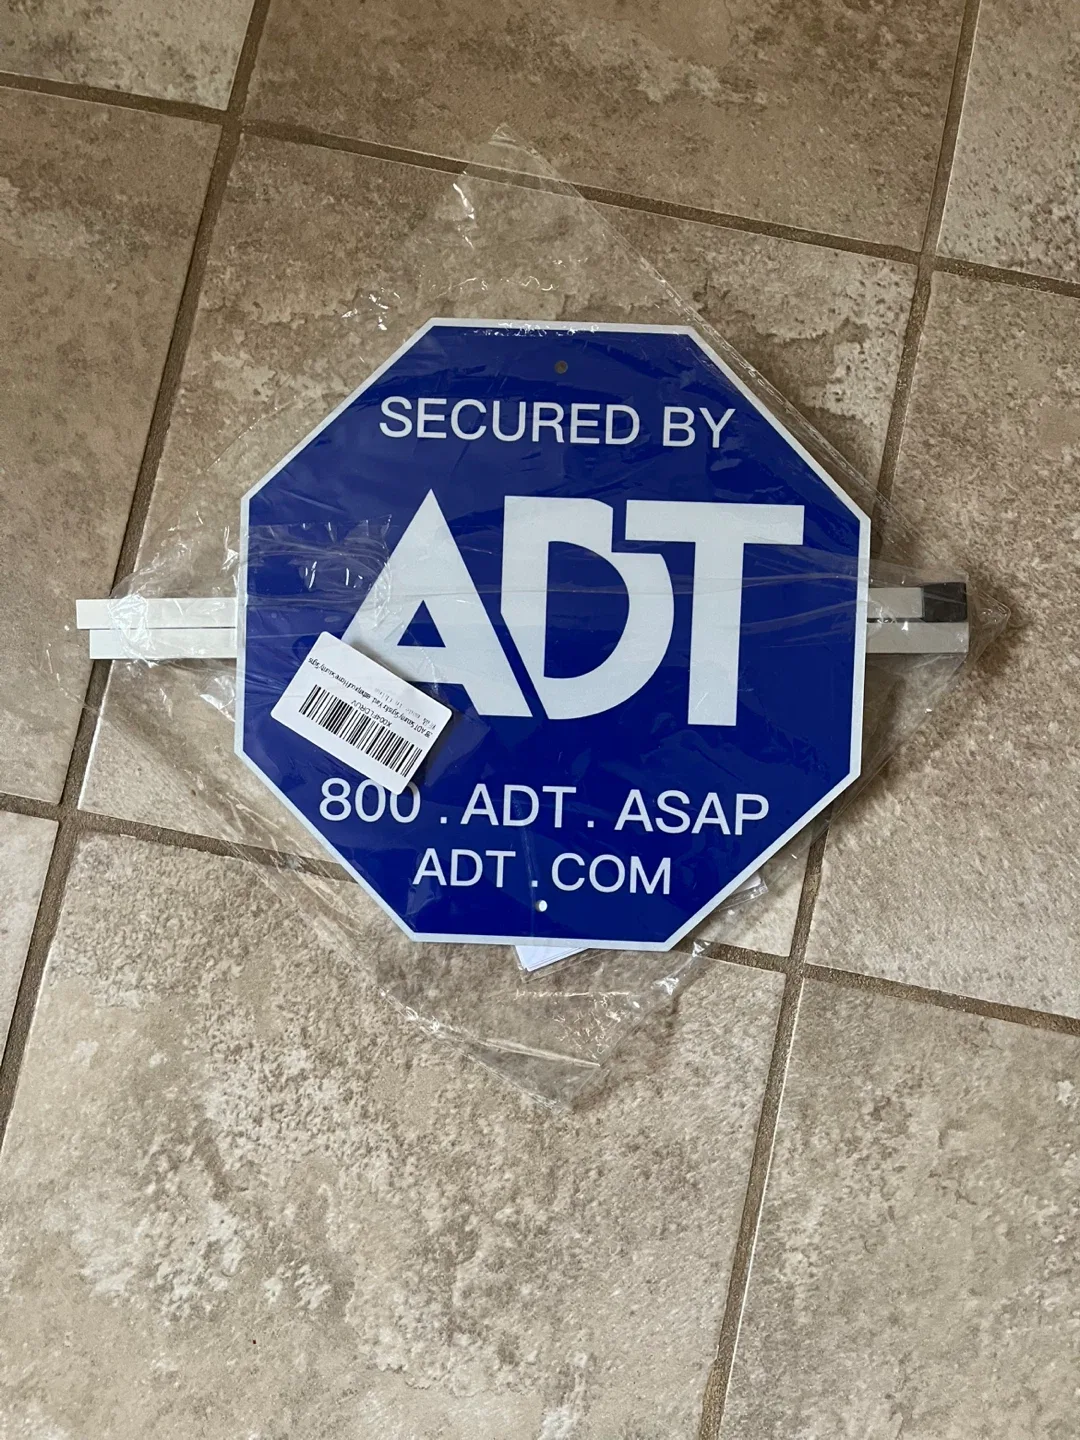 SECURED BY
ADT
800 . ADT . ASAP
ADT . COM